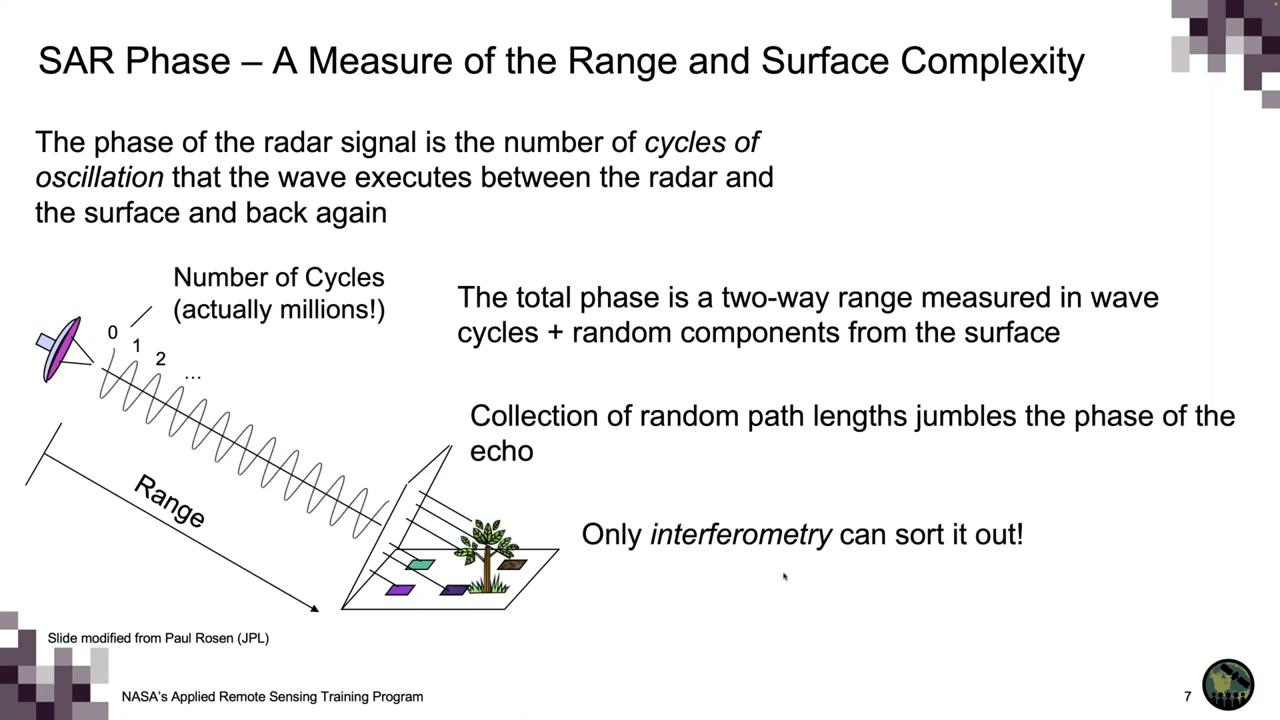 SAR Phase – A Measure of the Range and Surface Complexity
The phase of the radar signal is the number of cycles of
oscillation that the wave executes between the radar and
the surface and back again
Number of Cycles
(actually millions!)
0
1
2
...
The total phase is a two-way range measured in wave
cycles + random components from the surface
Collection of random path lengths jumbles the phase of the
echo
Range
Only interferometry can sort it out!
Slide modified from Paul Rosen (JPL)
NASA's Applied Remote Sensing Training Program
7